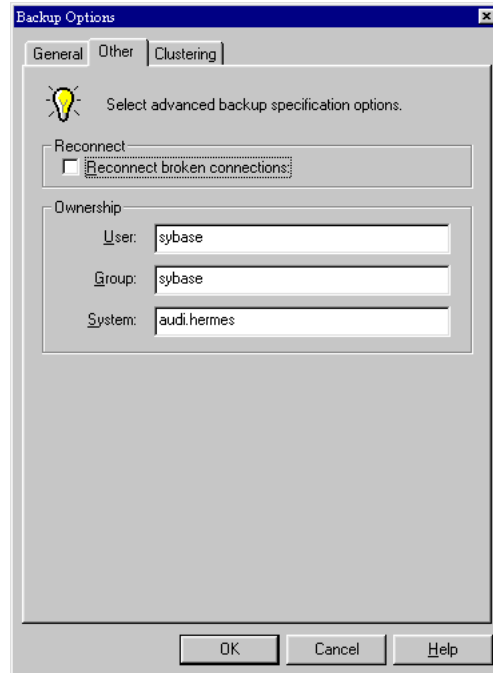 Backup Options
General Other Clustering
Select advanced backup specification options.
Reconnect
Reconnect broken connections:
Ownership
User: sybase
Group: sybase
System: audi.hermes
OK Cancel Help